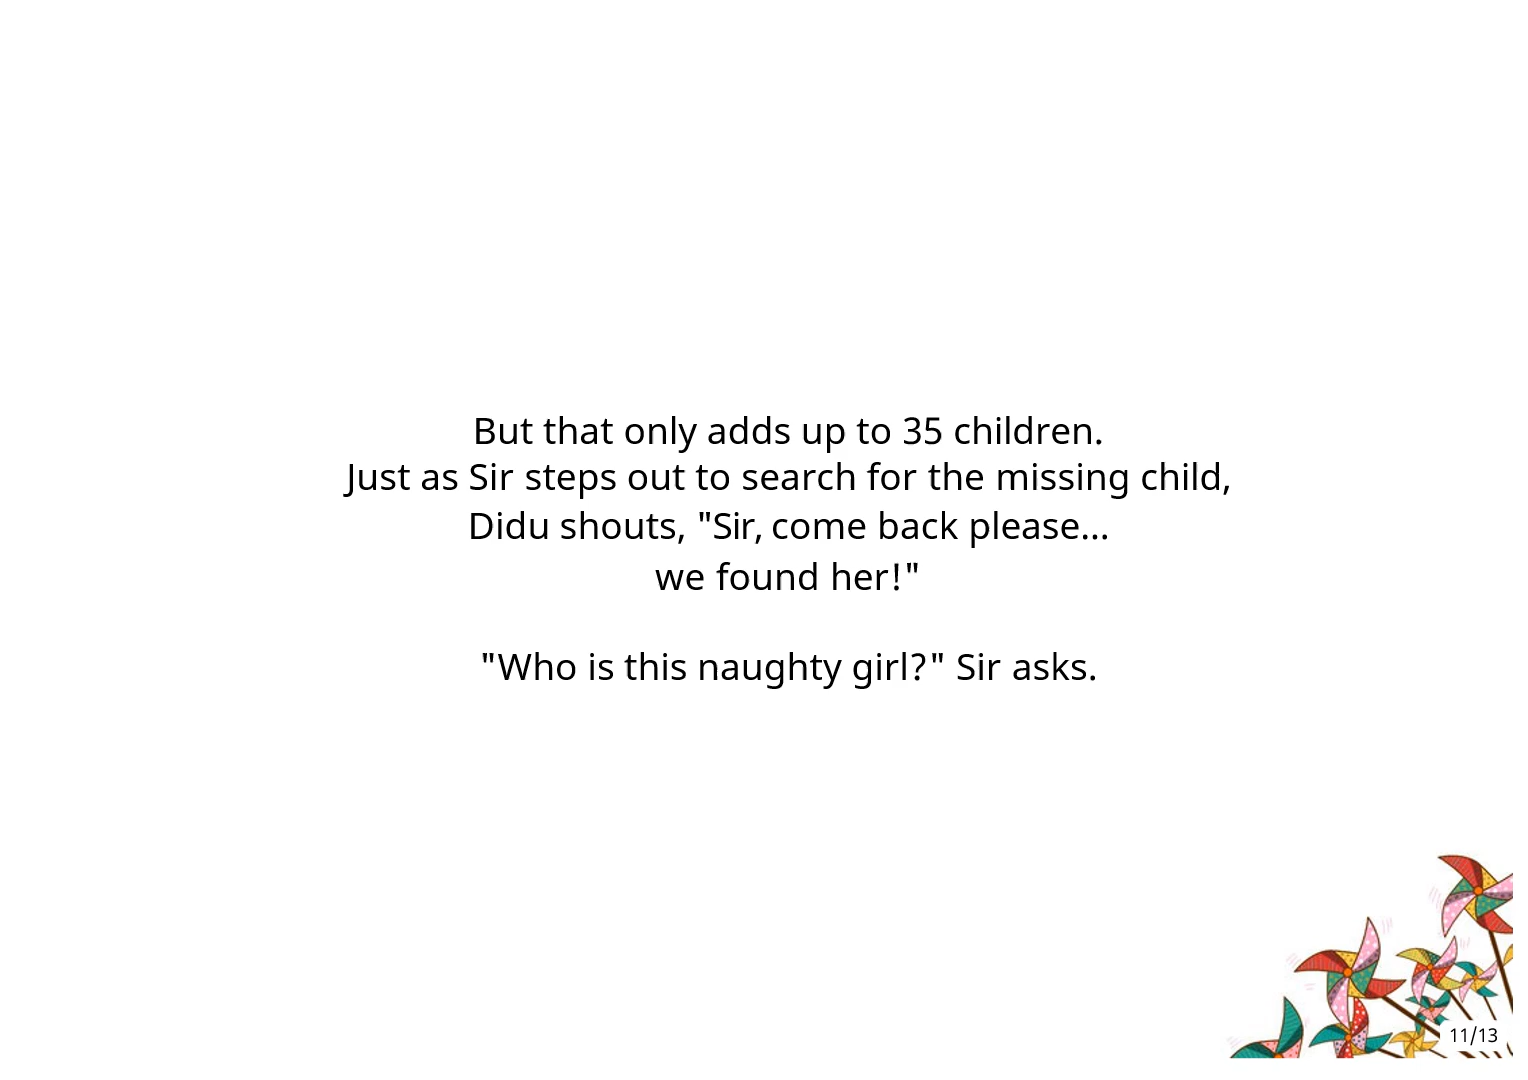 But that only adds up to 35 children.
Just as Sir steps out to search for the missing child,
Didu shouts, "Sir, come back please...
we found her!"
"Who is this naughty girl?" Sir asks.
11/13